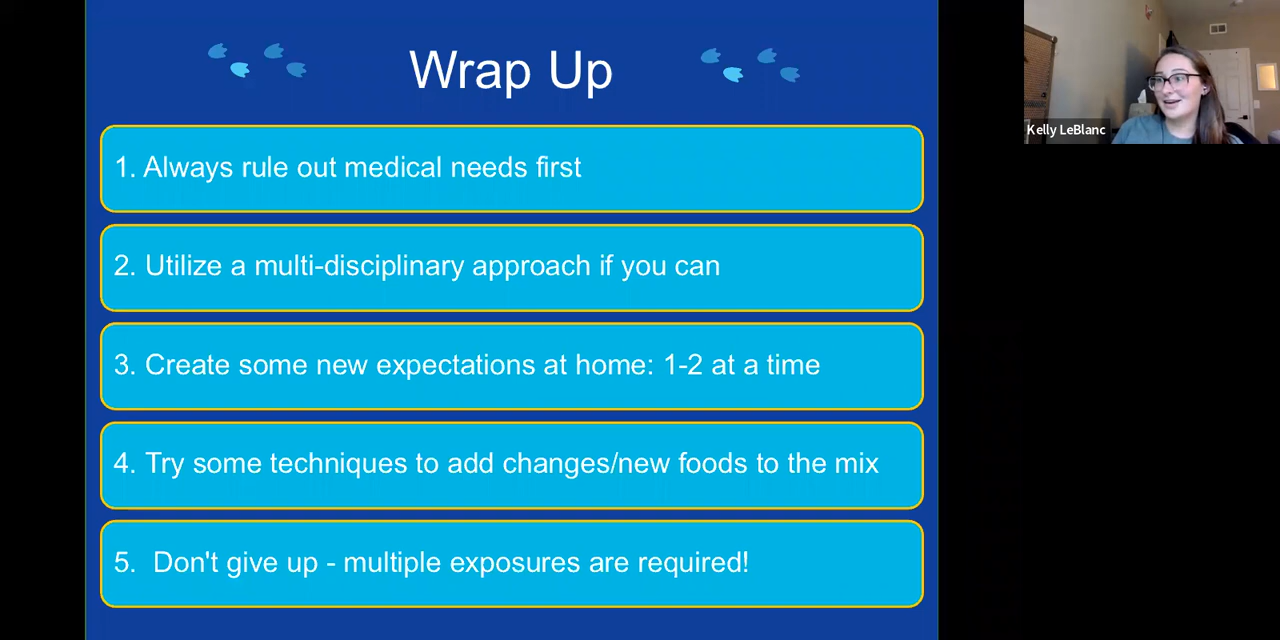 Wrap Up
1. Always rule out medical needs first
2. Utilize a multi-disciplinary approach if you can
3. Create some new expectations at home: 1-2 at a time
4. Try some techniques to add changes/new foods to the mix
5.  Don't give up - multiple exposures are required!
Kelly LeBlanc